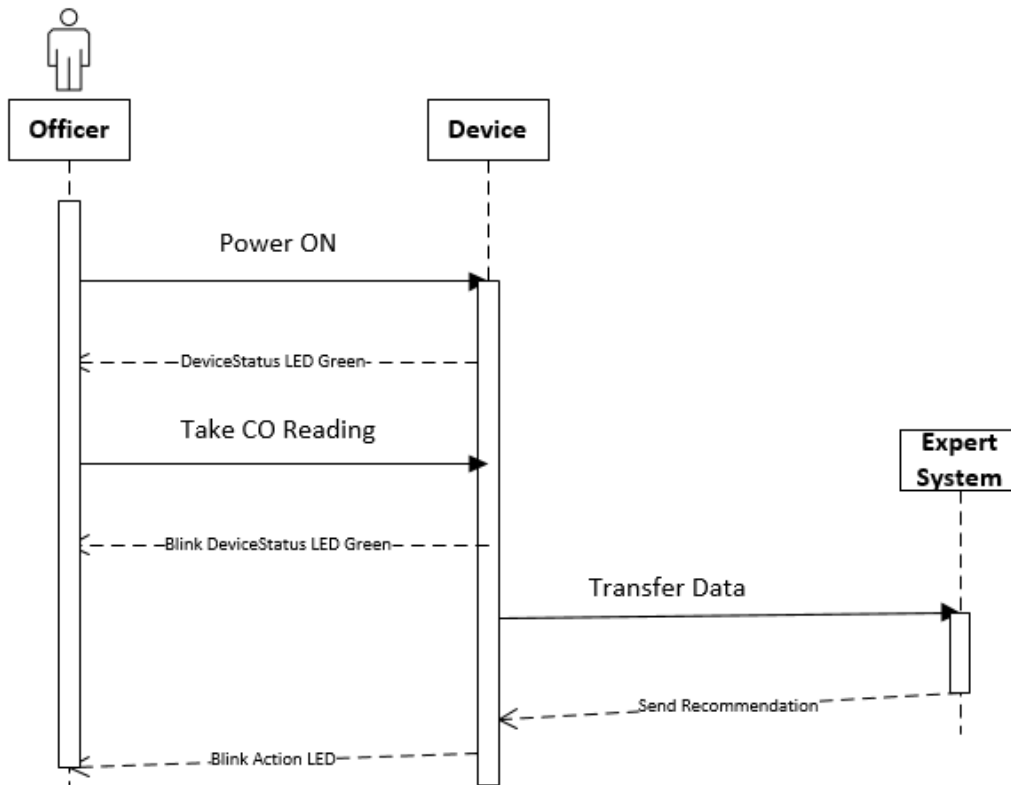 Officer
Device
Power ON
DeviceStatus LED Green
Take CO Reading
Expert
System
Blink DeviceStatus LED Green
Transfer Data
Send Recommendation
Blink Action LED